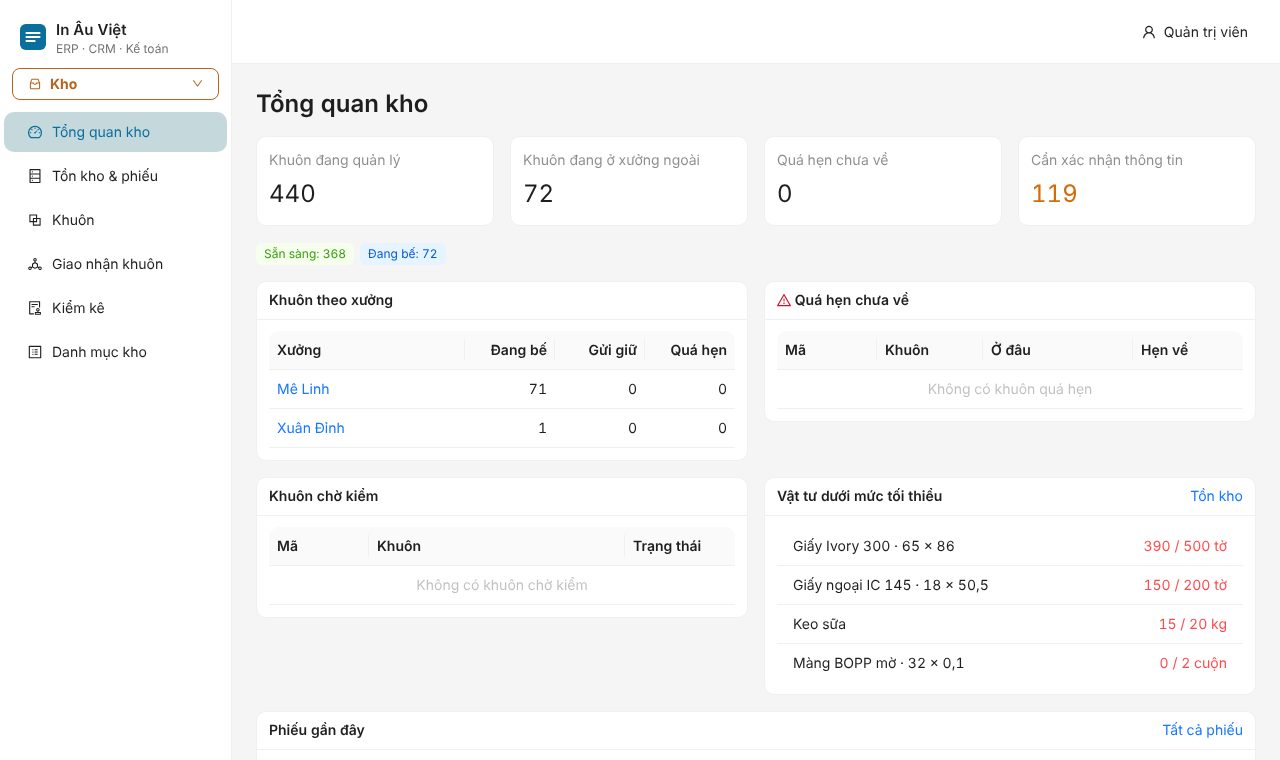 In Âu Việt
ERP · CRM · Kế toán
Kho
Tổng quan kho
Tồn kho & phiếu
Khuôn
Giao nhận khuôn
Kiểm kê
Danh mục kho
Quản trị viên
Tổng quan kho
Khuôn đang quản lý
440
Khuôn đang ở xưởng ngoài
72
Quá hẹn chưa về
0
Cần xác nhận thông tin
119
Sẵn sàng: 368
Đang bế: 72
Khuôn theo xưởng
Xưởng Đang bế Gửi giữ Quá hẹn
Mê Linh 71 0 0
Xuân Đỉnh 1 0 0
Quá hẹn chưa về
Mã Khuôn Ở đâu Hẹn về
Không có khuôn quá hẹn
Khuôn chờ kiểm
Mã Khuôn Trạng thái
Không có khuôn chờ kiểm
Vật tư dưới mức tối thiểu Tồn kho
Giấy Ivory 300 · 65 × 86 390 / 500 tờ
Giấy ngoại IC 145 · 18 × 50,5 150 / 200 tờ
Keo sữa 15 / 20 kg
Màng BOPP mờ · 32 × 0,1 0 / 2 cuộn
Phiếu gần đây Tất cả phiếu